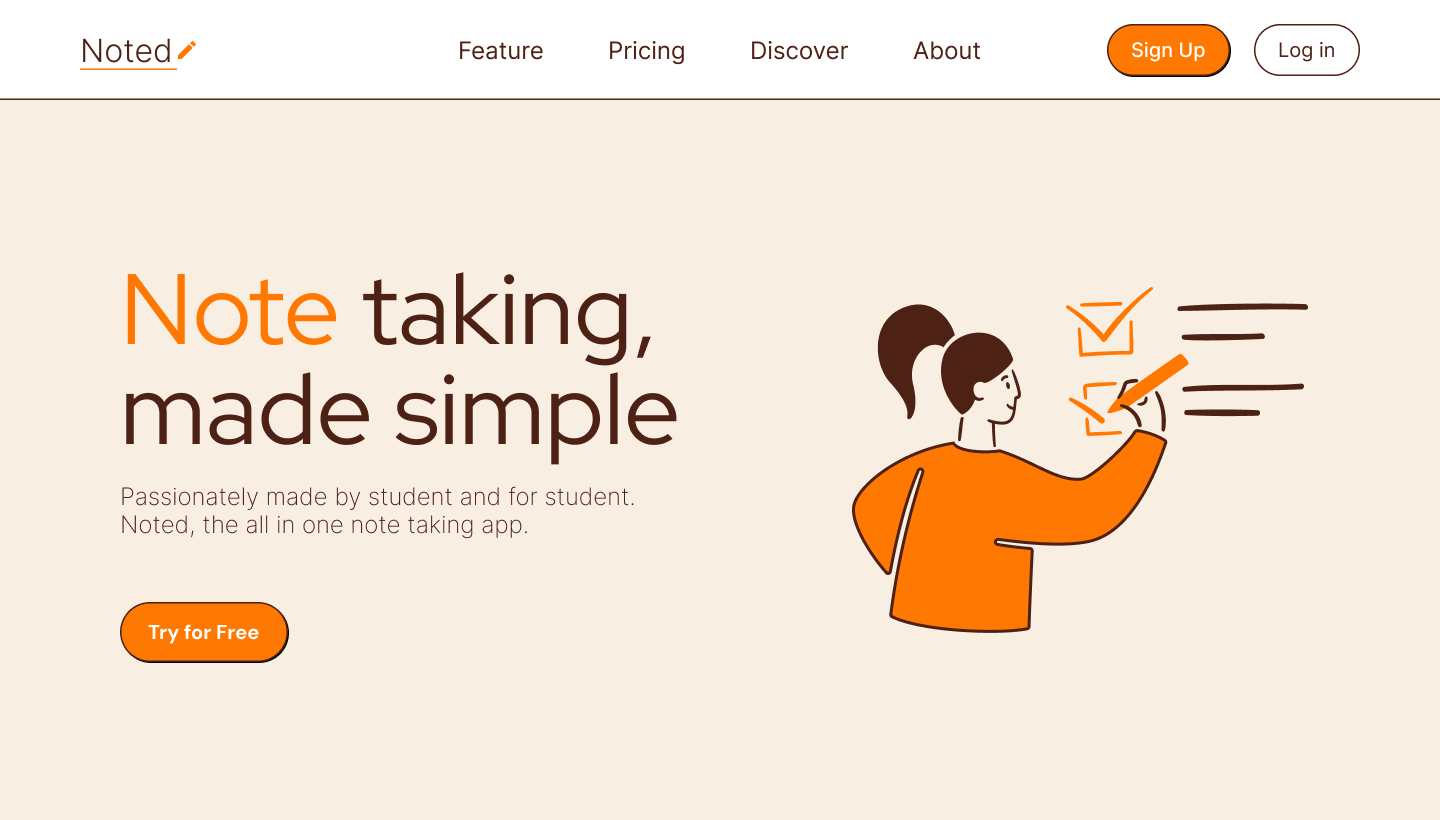 Noted
Feature
Pricing
Discover
About
Sign Up
Log in
Note taking,
made simple
Passionately made by student and for student.
Noted, the all in one note taking app.
Try for Free